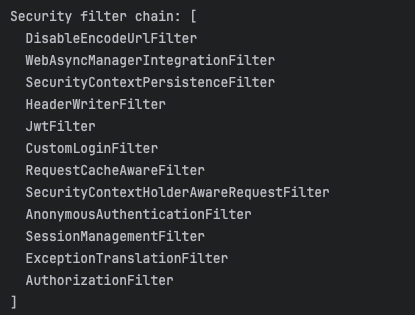 Security filter chain: [
  DisableEncodeUrlFilter
  WebAsyncManagerIntegrationFilter
  SecurityContextPersistenceFilter
  HeaderWriterFilter
  JwtFilter
  CustomLoginFilter
  RequestCacheAwareFilter
  SecurityContextHolderAwareRequestFilter
  AnonymousAuthenticationFilter
  SessionManagementFilter
  ExceptionTranslationFilter
  AuthorizationFilter
]